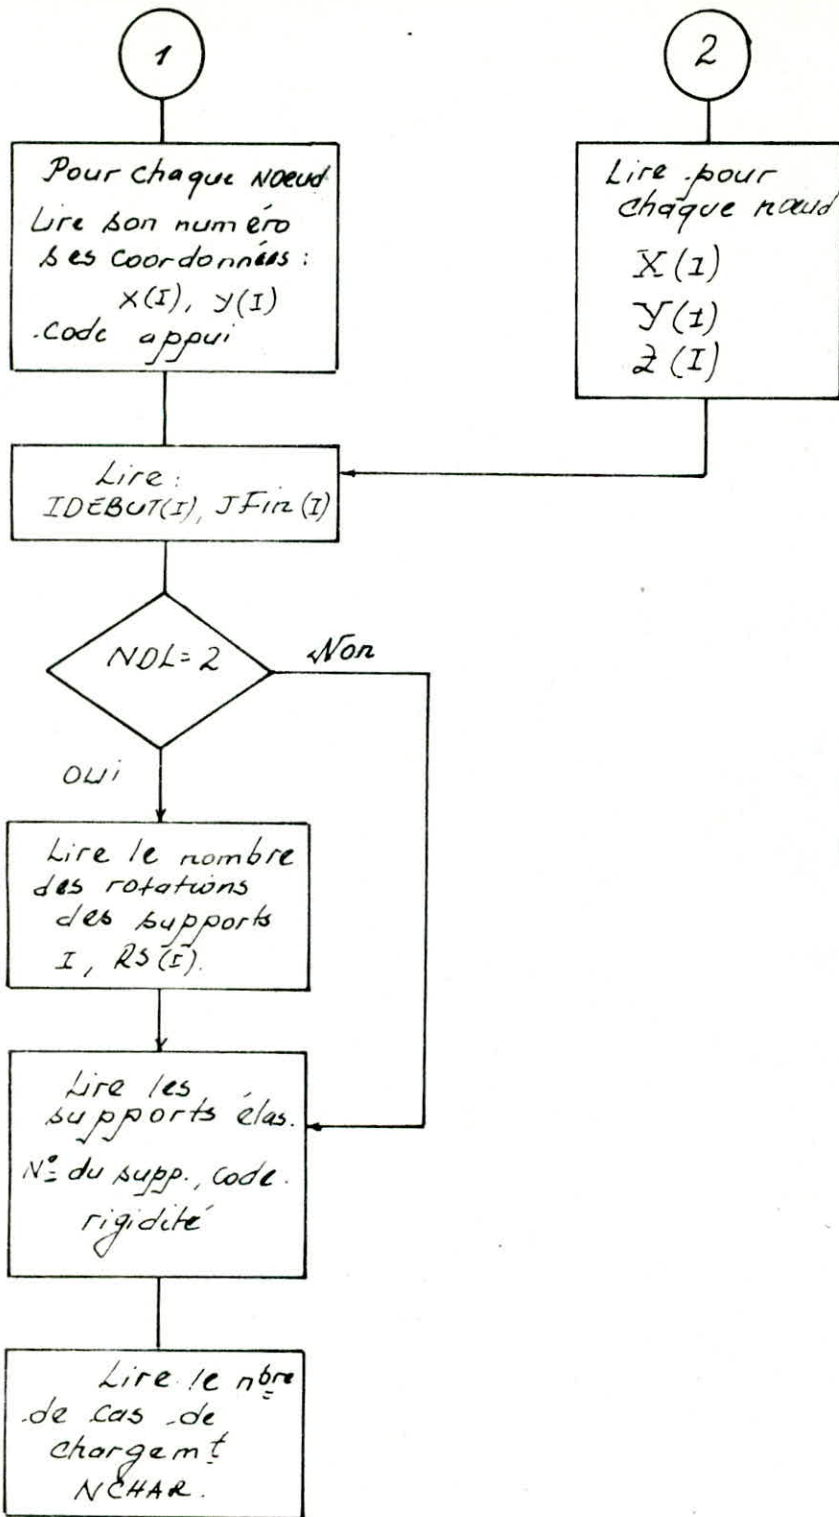 1
Pour chaque noeud
Lire son numéro
ses coordonnées :
X(I), Y(I)
code appui
2
Lire pour
chaque nœud
X(I)
Y(I)
Z(I)
Lire :
IDEBUT(I), JFin(I)
NDL=2
Non
oui
Lire le nombre
des rotations
des supports
I, RS(I).
Lire les
supports élas.
N° du supp., code.
rigidité
Lire le nbre
de cas de
chargemt
NCHAR.